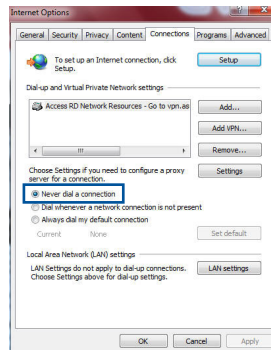 Internet Options
General Security Privacy Content Connections Programs Advanced
To set up an Internet connection, click
Setup.
Setup
Dial-up and Virtual Private Network settings
Access RD Network Resources - Go to vpn.as
Add...
Add VPN...
Remove...
Choose Settings if you need to configure a proxy
server for a connection.
Settings
Never dial a connection
Dial whenever a network connection is not present
Always dial my default connection
Current None
Set default
Local Area Network (LAN) settings
LAN Settings do not apply to dial-up connections.
Choose Settings above for dial-up settings.
LAN settings
OK Cancel Apply